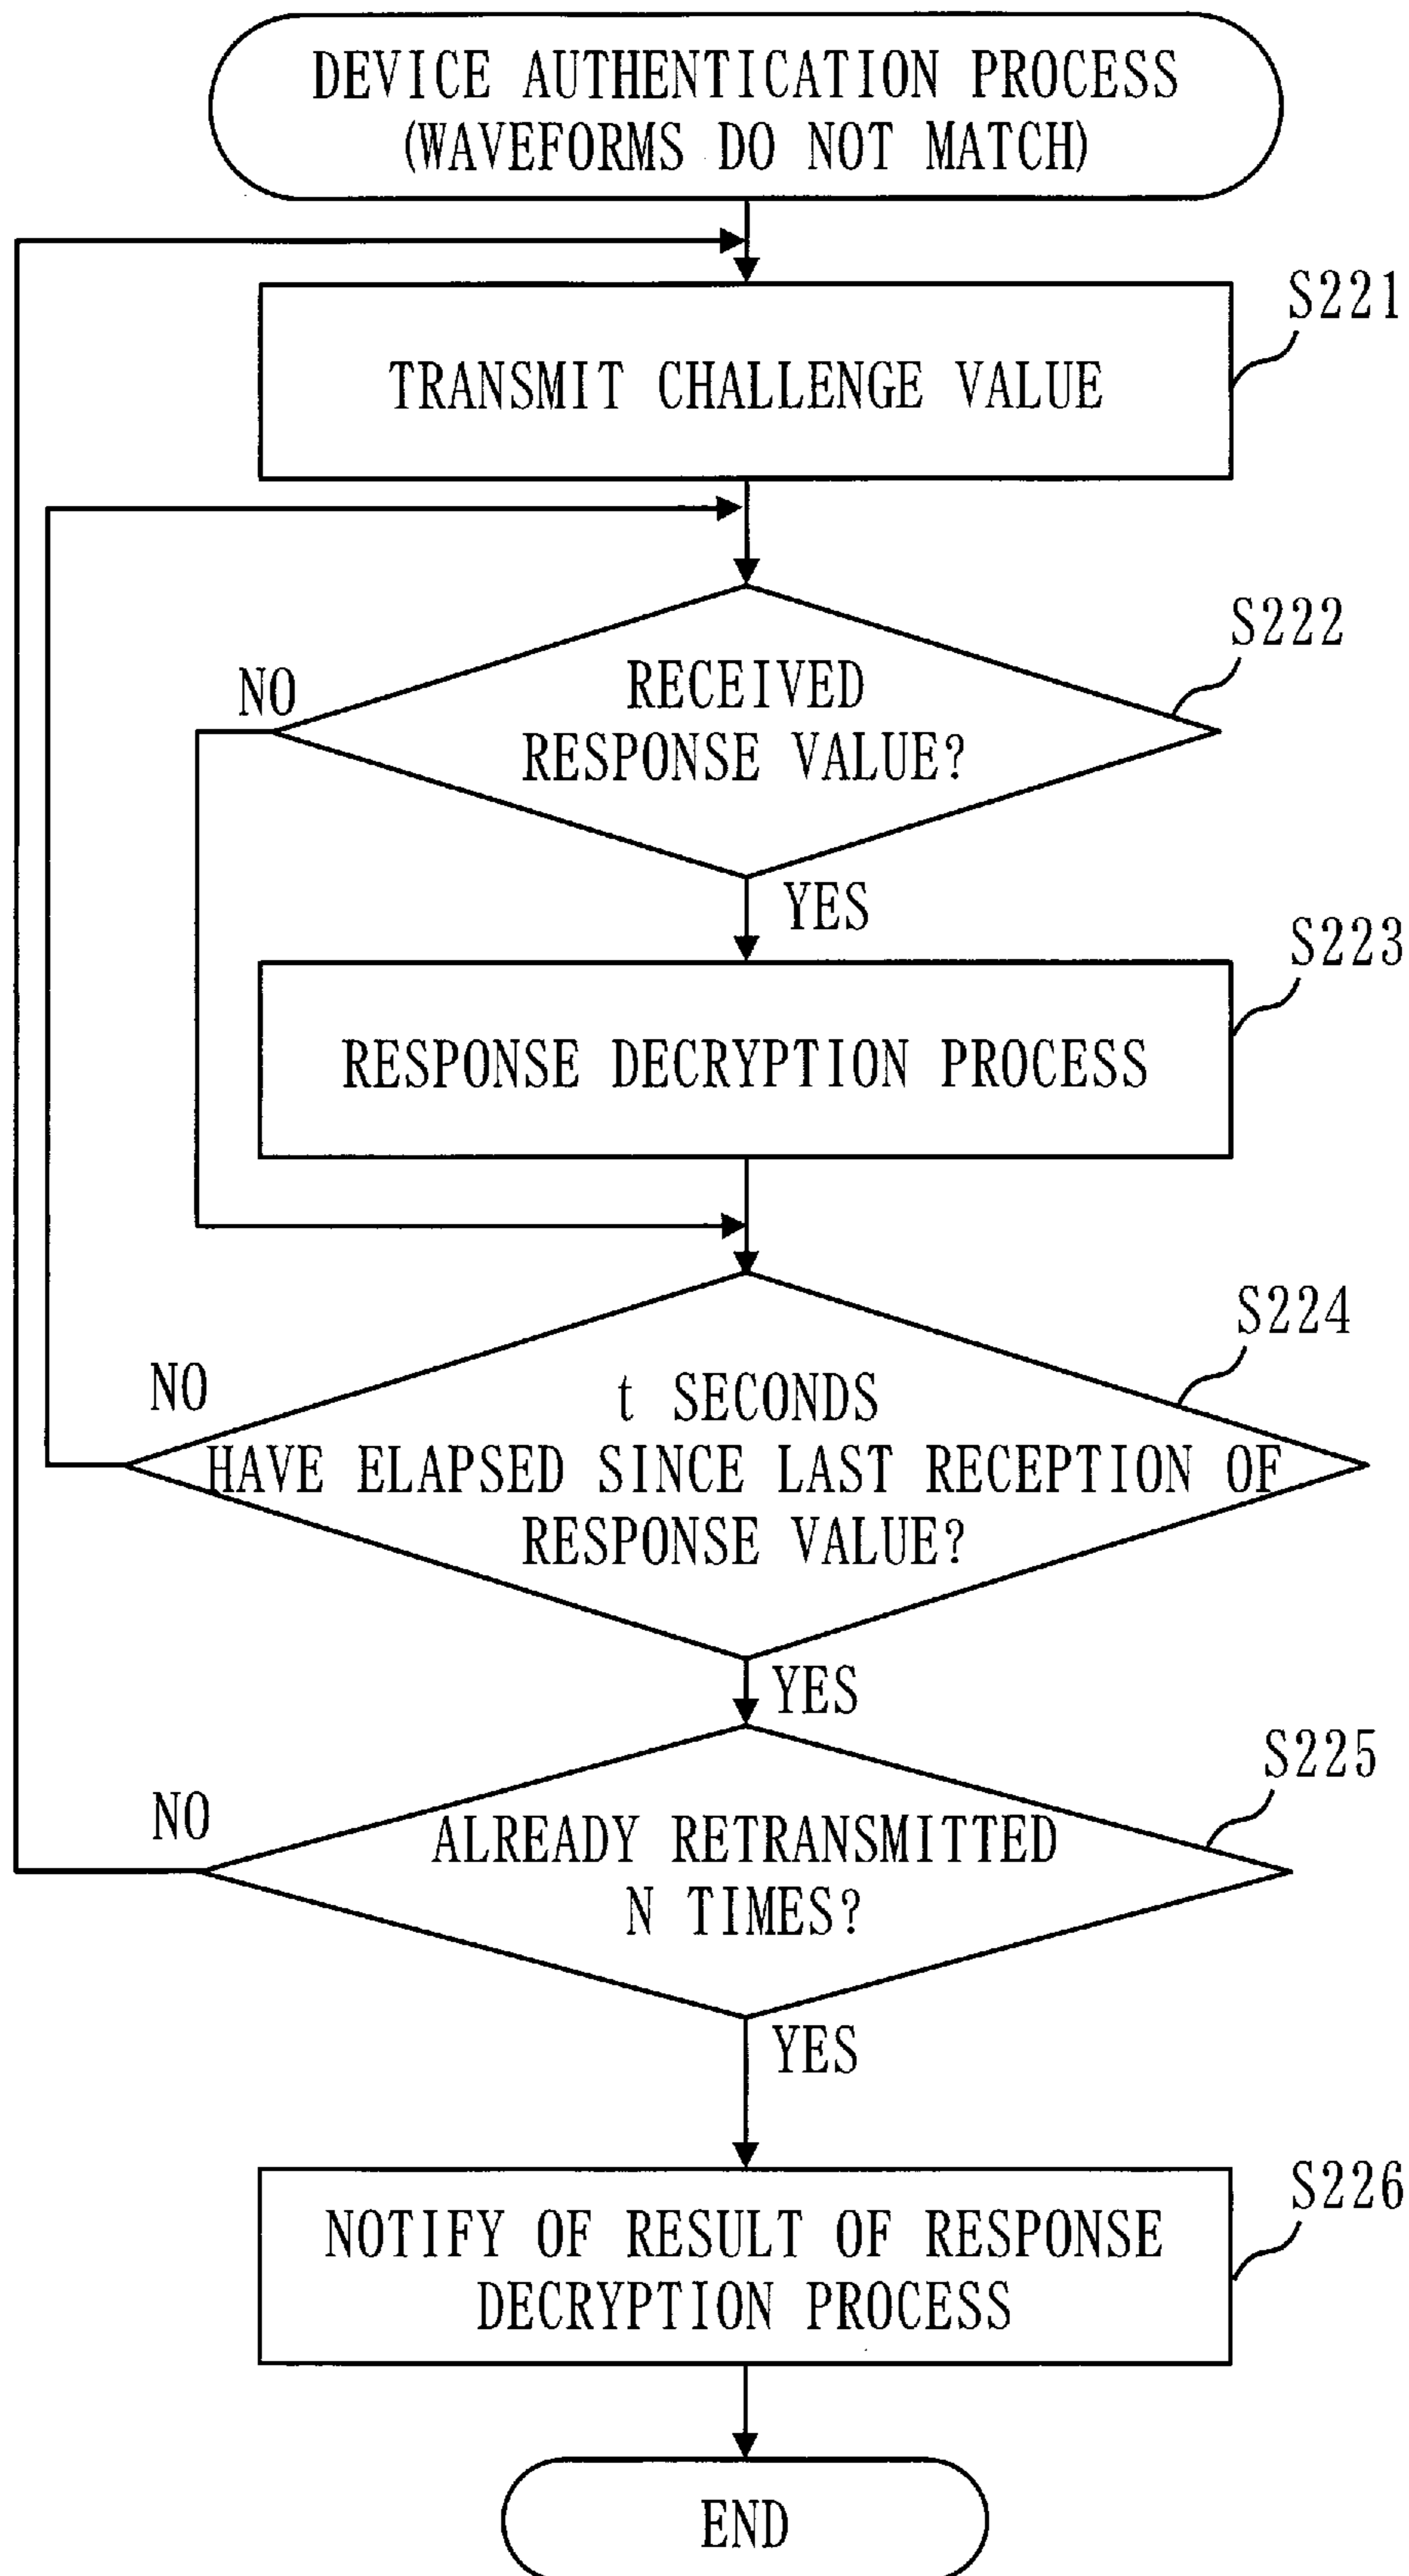 DEVICE AUTHENTICATION PROCESS
(WAVEFORMS DO NOT MATCH)
S221
TRANSMIT CHALLENGE VALUE
S222
NO
RECEIVED
RESPONSE VALUE?
YES
S223
RESPONSE DECRYPTION PROCESS
S224
NO
t SECONDS
HAVE ELAPSED SINCE LAST RECEPTION OF
RESPONSE VALUE?
YES
S225
NO
ALREADY RETRANSMITTED
N TIMES?
YES
S226
NOTIFY OF RESULT OF RESPONSE
DECRYPTION PROCESS
END